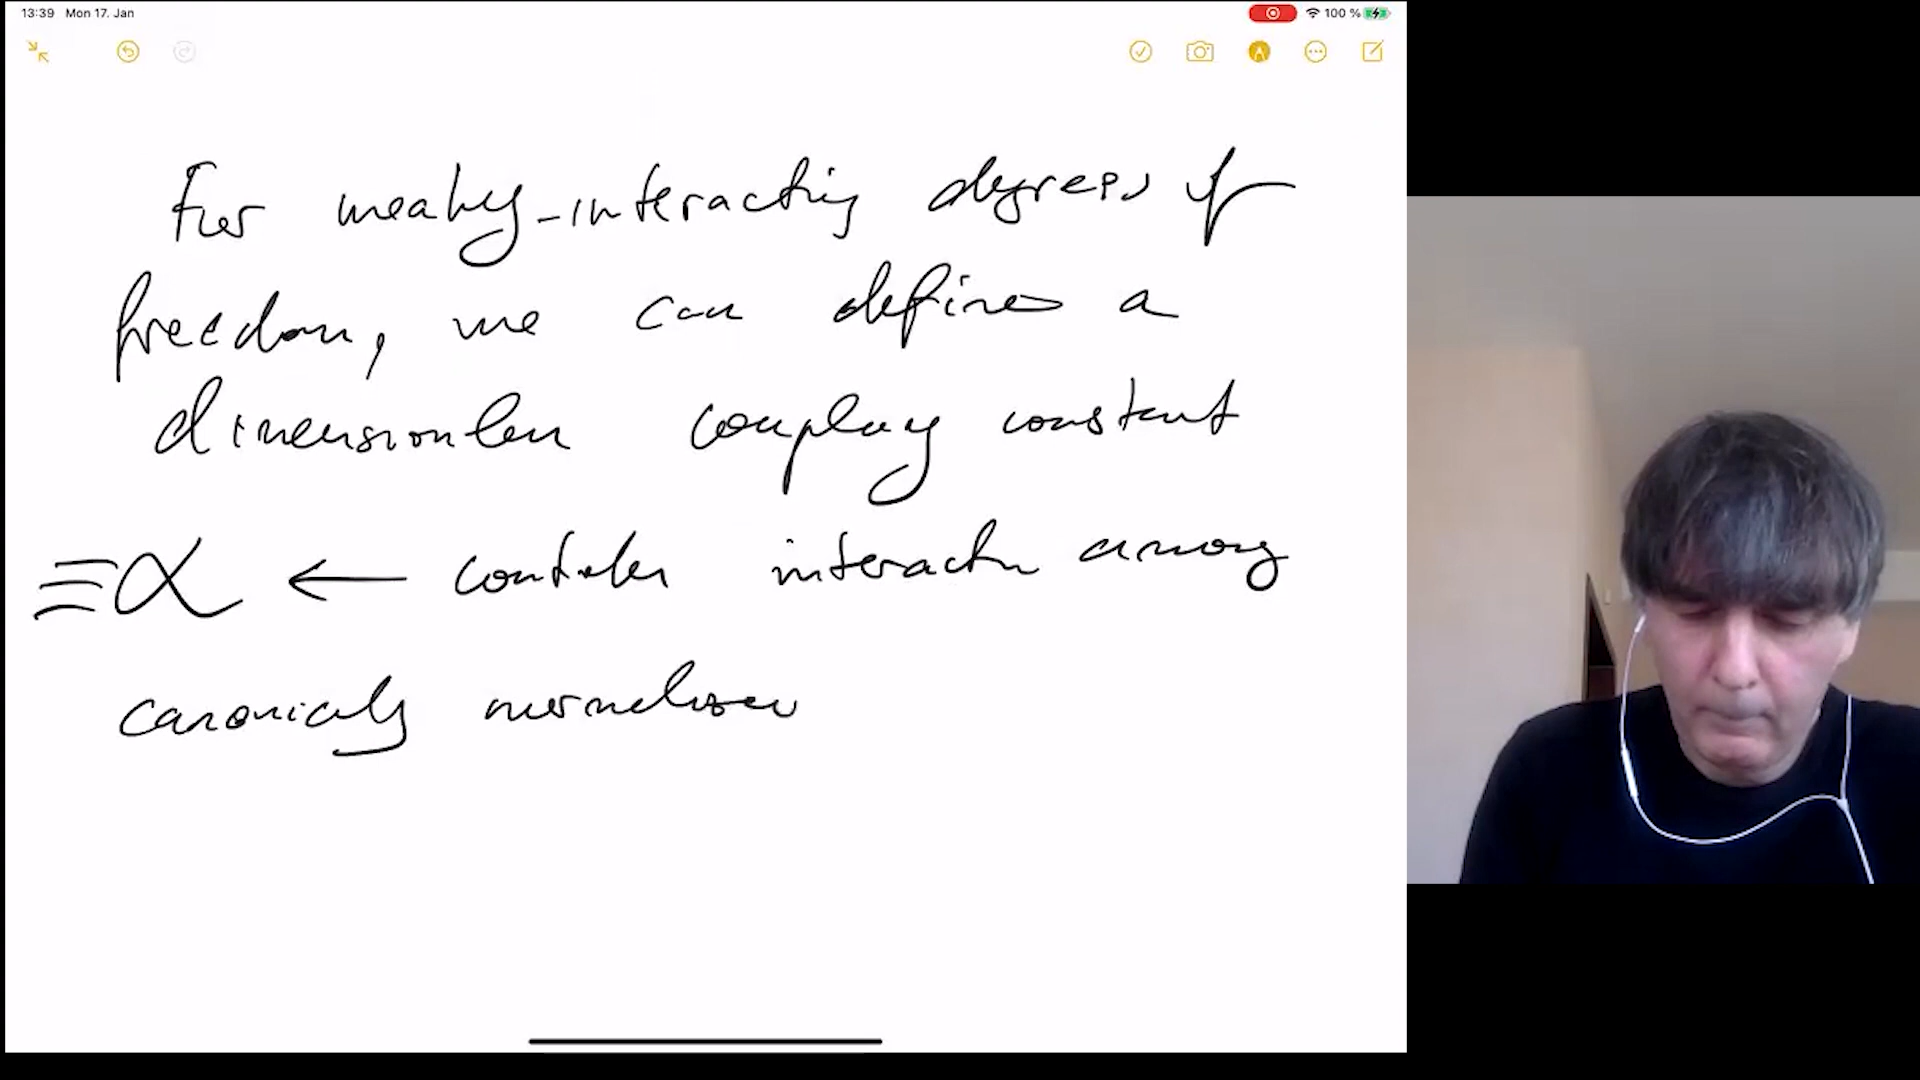 13:39 Mon 17. Jan 100 %
For weakly-interacting degrees of
freedom, we can define a
dimensionless coupling constant
≡α ← controls interaction among
canonically normalized